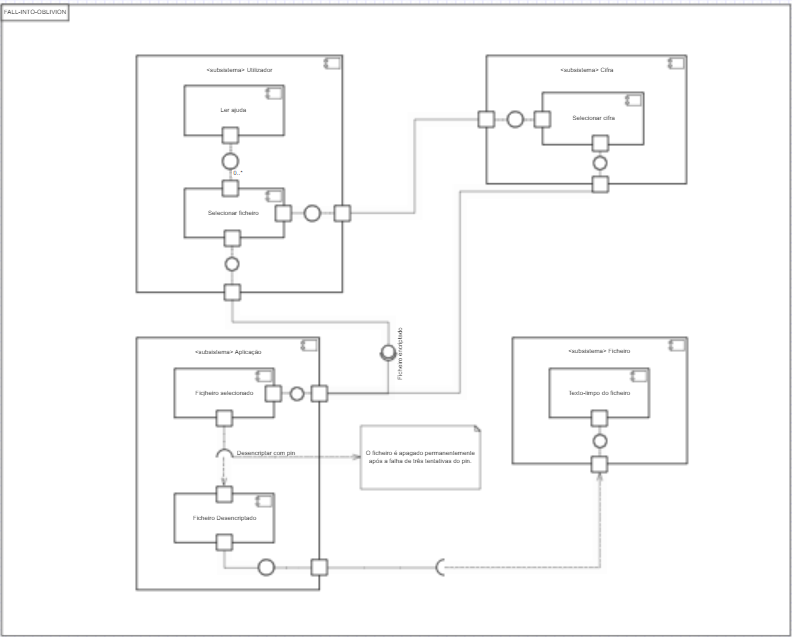 FALL-INTO-OBLIVION
<subsistema> Utilizador
Ler ajuda
0..*
Selecionar ficheiro
<subsistema> Cifra
Selecionar cifra
Ficheiro encriptado
<subsistema> Aplicação
Ficjheiro selecionado
Desencriptar com pin
O ficheiro é apagado permanentemente
após a falha de três tentativas do pin.
Ficheiro Desencriptado
<subsistema> Ficheiro
Texto-limpo do ficheiro